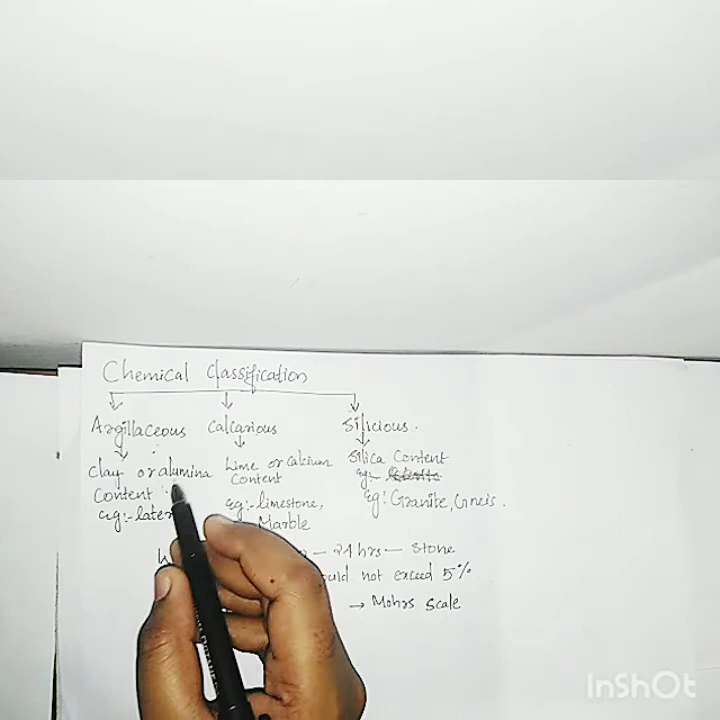 Chemical Classification
Argillaceous Calcarious Silicious.
Clay or alumina content
eg:-
Lime or Calcium Content
eg:- limestone, Marble
Silica Content
eg:-
eg: Granite, Gneis.
24 hrs — stone
not exceed 5%
→ Mohrs scale
InShOt